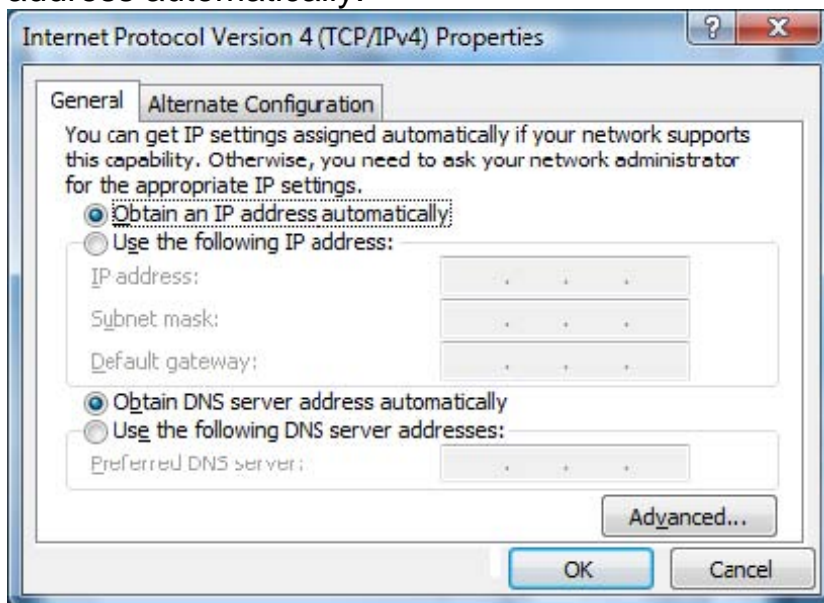 address automatically.
Internet Protocol Version 4 (TCP/IPv4) Properties
General
Alternate Configuration
You can get IP settings assigned automatically if your network supports
this capability. Otherwise, you need to ask your network administrator
for the appropriate IP settings.
Obtain an IP address automatically
Use the following IP address:
IP address:
Subnet mask:
Default gateway:
Obtain DNS server address automatically
Use the following DNS server addresses:
Preferred DNS server:
Advanced...
OK
Cancel